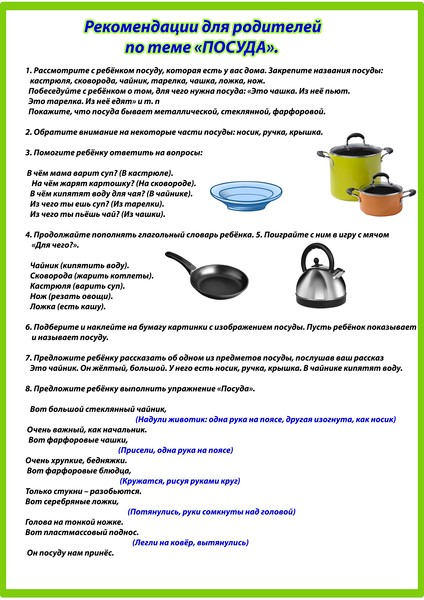 Рекомендации для родителей
по теме «ПОСУДА».
1. Рассмотрите с ребёнком посуду, которая есть у вас дома. Закрепите названия посуды:
кастрюля, сковорода, чайник, тарелка, чашка, ложка, нож.
Побеседуйте с ребёнком о том, для чего нужна посуда: «Это чашка. Из неё пьют.
Это тарелка. Из неё едят» и т. п
Покажите, что посуда бывает металлической, стеклянной, фарфоровой.
2. Обратите внимание на некоторые части посуды: носик, ручка, крышка.
3. Помогите ребёнку ответить на вопросы:
В чём мама варит суп? (В кастрюле).
На чём жарят картошку? (На сковороде).
В чём кипятят воду для чая? (В чайнике).
Из чего ты ешь суп? (Из тарелки).
Из чего ты пьёшь чай? (Из чашки).
4. Продолжайте пополнять глагольный словарь ребёнка. 5. Поиграйте с ним в игру с мячом
«Для чего?».
Чайник (кипятить воду).
Сковорода (жарить котлеты).
Кастрюля (варить суп).
Нож (резать овощи).
Ложка (есть кашу).
6. Подберите и наклейте на бумагу картинки с изображением посуды. Пусть ребёнок показывает
и называет посуду.
7. Предложите ребёнку рассказать об одном из предметов посуды, послушав ваш рассказ
Это чайник. Он жёлтый, большой. У него есть носик, ручка, крышка. В чайнике кипятят воду.
8. Предложите ребёнку выполнить упражнение «Посуда».
Вот большой стеклянный чайник,
(Надули животик: одна рука на поясе, другая изогнута, как носик)
Очень важный, как начальник.
Вот фарфоровые чашки,
(Присели, одна рука на поясе)
Очень хрупкие, бедняжки.
Вот фарфоровые блюдца,
(Кружатся, рисуя руками круг)
Только стукни – разобьются.
Вот серебряные ложки,
(Потянулись, руки сомкнуты над головой)
Голова на тонкой ножке.
Вот пластмассовый поднос.
(Легли на ковёр, вытянулись)
Он посуду нам принёс.